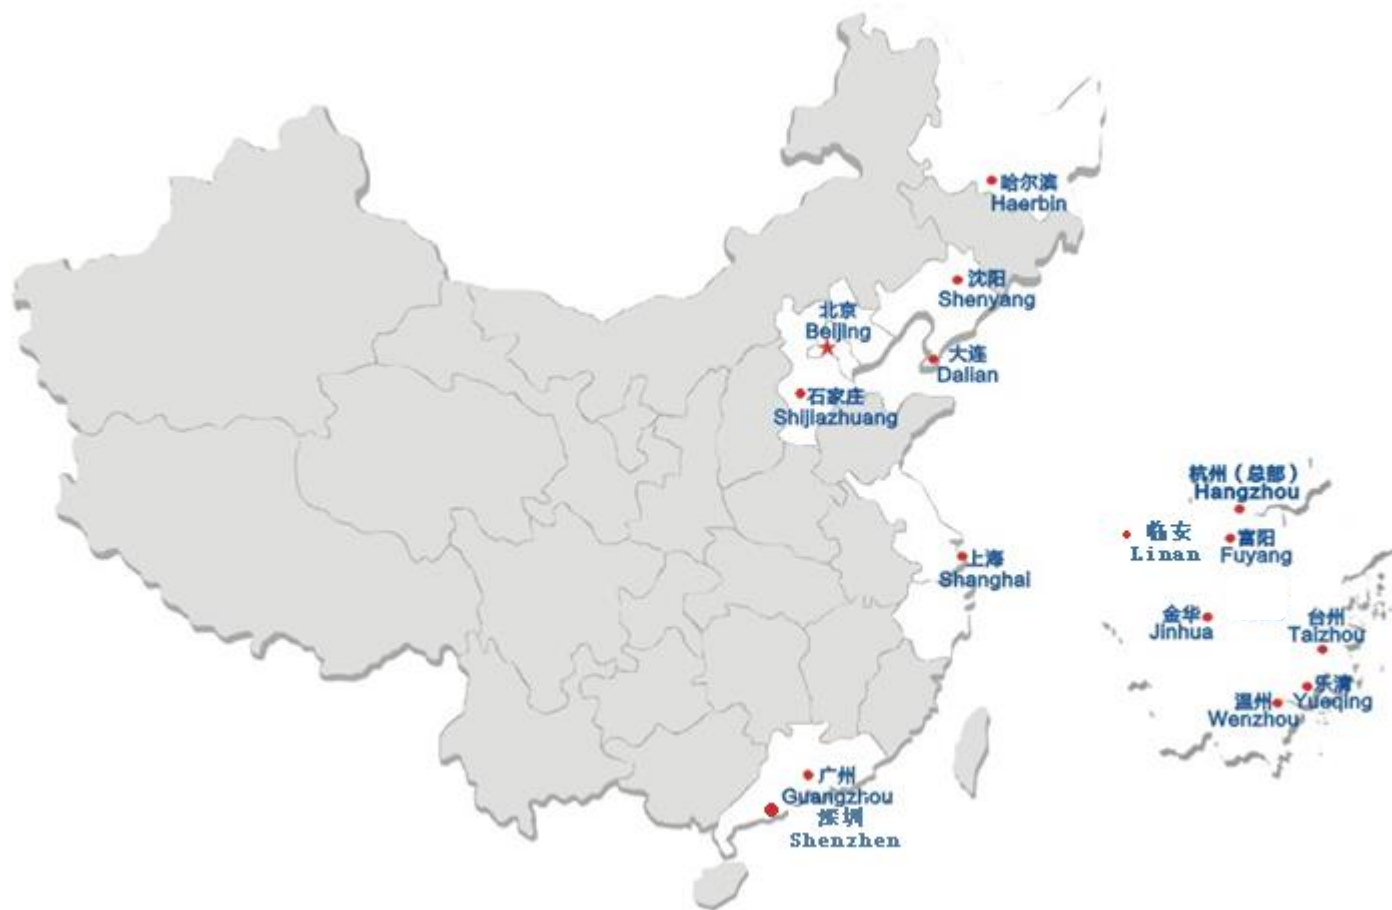 哈尔滨
Haerbin
沈阳
Shenyang
北京
Beijing
大连
Dalian
石家庄
Shijiazhuang
上海
Shanghai
广州
Guangzhou
深圳
Shenzhen
杭州（总部）
Hangzhou
临安
Linan
富阳
Fuyang
金华
Jinhua
台州
Taizhou
乐清
Yueqing
温州
Wenzhou